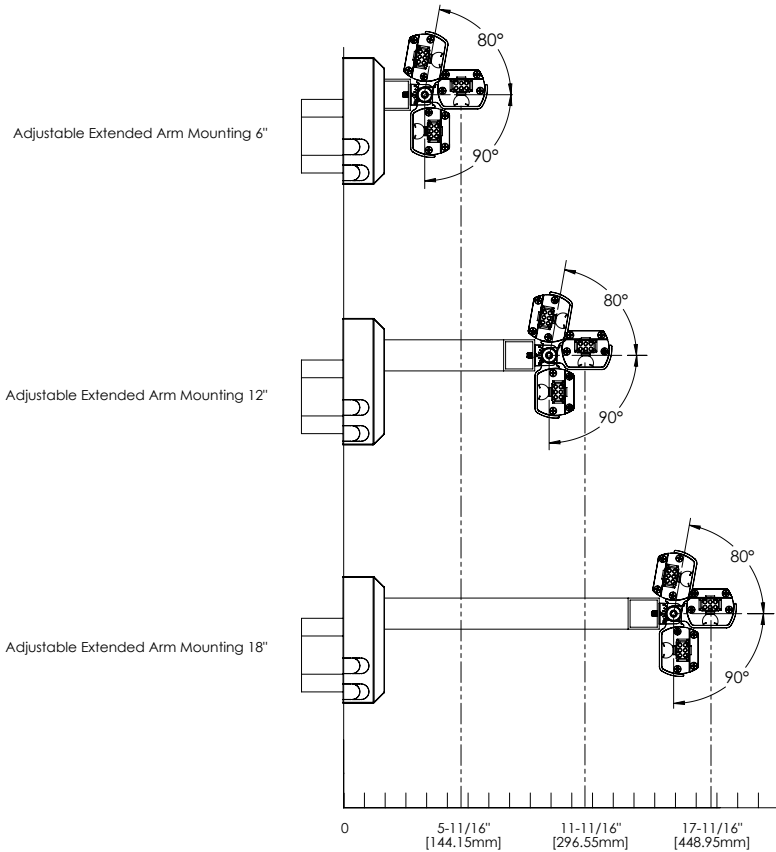 80°
Adjustable Extended Arm Mounting 6"
90°
80°
Adjustable Extended Arm Mounting 12"
90°
80°
Adjustable Extended Arm Mounting 18"
90°
0
5-11/16"
[144.15mm]
11-11/16"
[296.55mm]
17-11/16"
[448.95mm]